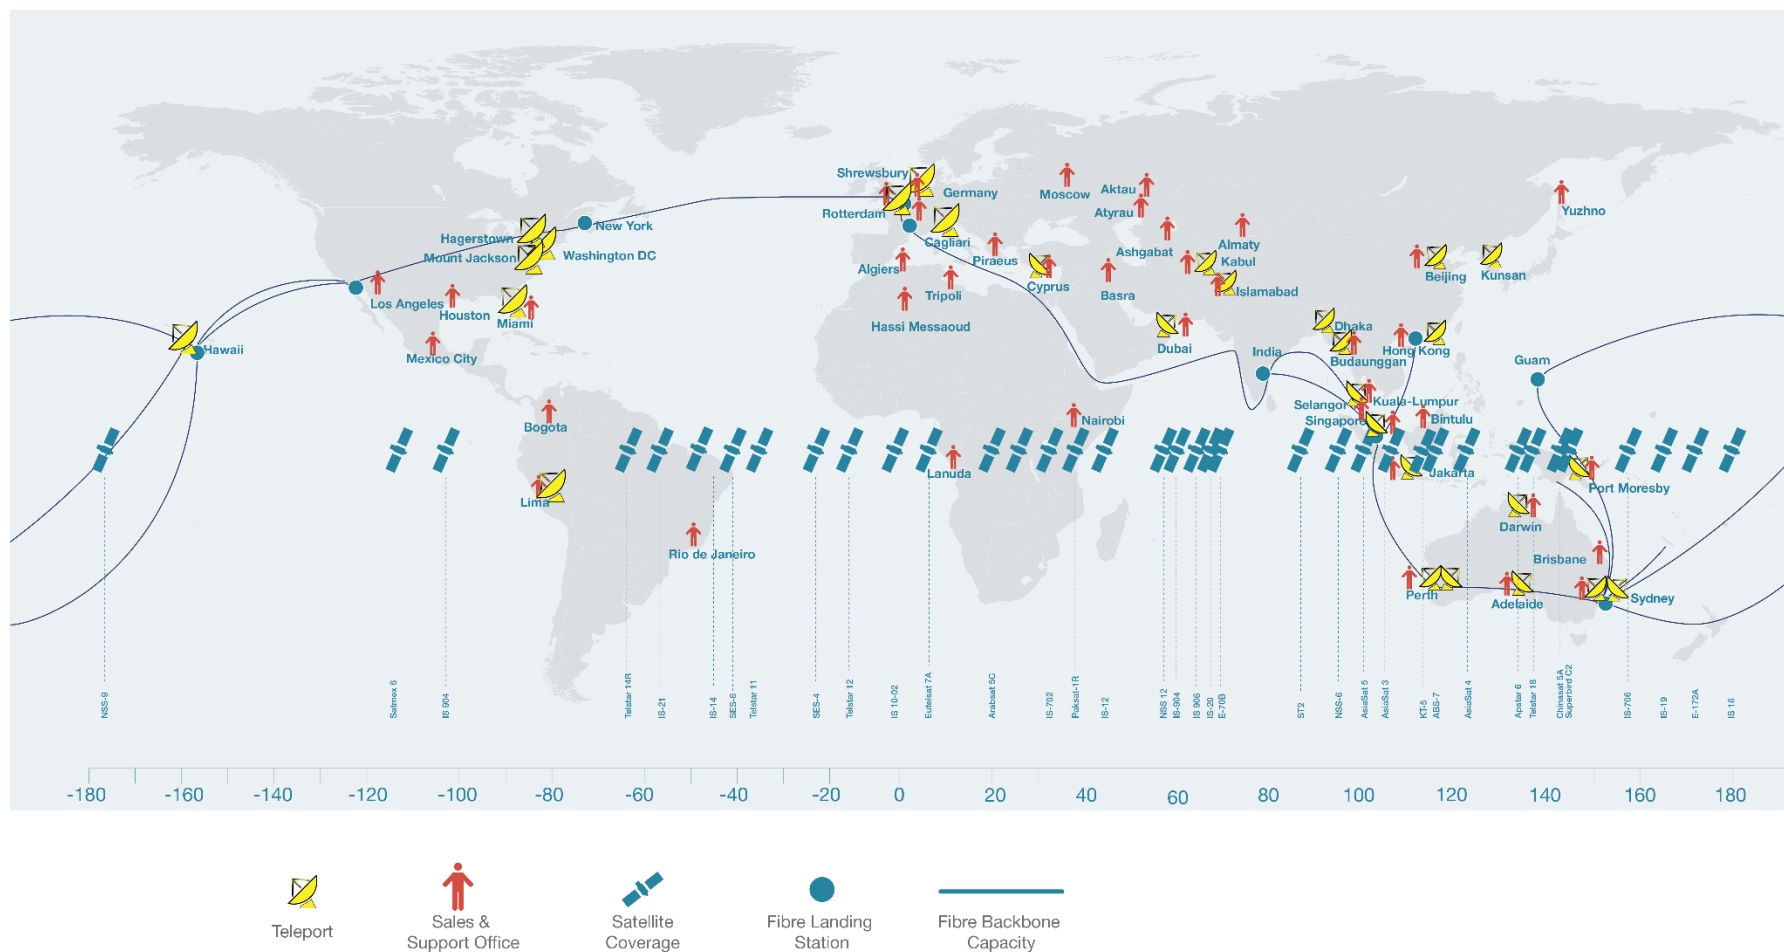 Shrewsbury
Germany
Rotterdam
Cagliari
Moscow
Aktau
Atyrau
Ashgabat
Almaty
Kabul
Yuzhno
New York
Hagerstown
Mount Jackson
Washington DC
Los Angeles
Houston
Miami
Mexico City
Hawaii
Algiers
Tripoli
Piraeus
Cyprus
Basra
Islamabad
Beijing
Kunsan
Hassi Messaoud
Dubai
India
Dhaka
Budaunggan
Hong Kong
Guam
Bogota
Nairobi
Selangor
Kuala-Lumpur
Singapore
Bintulu
Lanuda
Jakarta
Port Moresby
Lima
Rio de Janeiro
Darwin
Brisbane
Perth
Adelaide
Sydney
NSS-9
Satmex 6
IS 904
Telstar 14R
IS-21
IS-14
SES-6
Telstar 11
SES-4
Telstar 12
IS 10-02
Eutelsat 7A
Arabsat 5C
IS-702
Paksat-1R
IS-12
NSS 12
IS-904
IS 906
IS-20
E-70B
ST2
NSS-6
AsiaSat 5
AsiaSat 3
KT-5
ABS-7
AsiaSat 4
Apstar 6
Telstar 18
Chinasat 5A
Superbird C2
IS-706
IS-19
E-172A
IS 18
-180 -160 -140 -120 -100 -80 -60 -40 -20 0 20 40 60 80 100 120 140 160 180
Teleport
Sales &
Support Office
Satellite
Coverage
Fibre Landing
Station
Fibre Backbone
Capacity